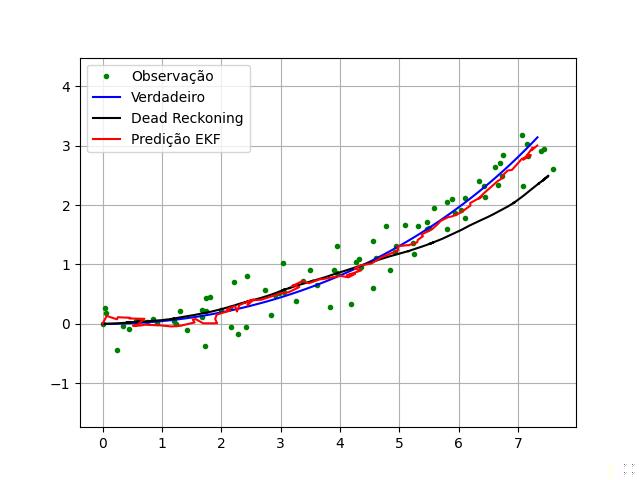 Observação
Verdadeiro
Dead Reckoning
Predição EKF
4
3
2
1
0
−1
0 1 2 3 4 5 6 7